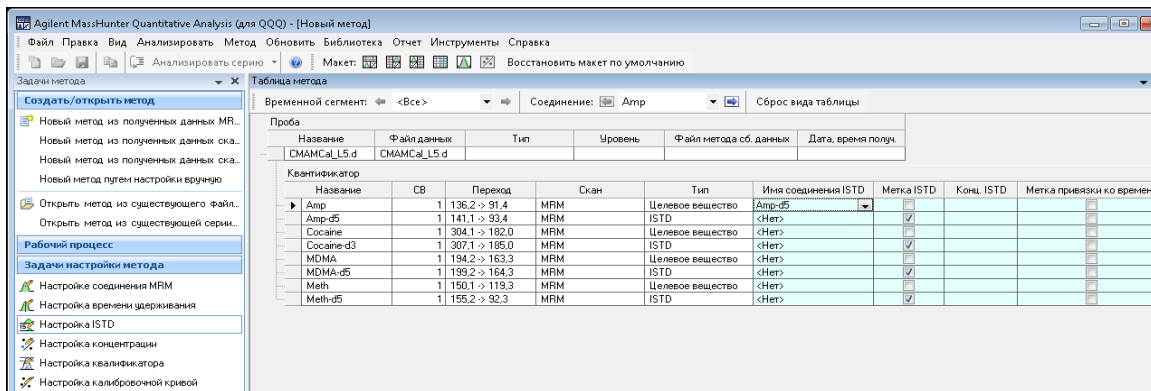 Agilent MassHunter Quantitative Analysis (для QQQ) - [Новый метод]
Файл Правка Вид Анализировать Метод Обновить Библиотека Отчет Инструменты Справка
Анализировать серию Макет: Восстановить макет по умолчанию
Задачи метода
Создать/открыть метод
Новый метод из полученных данных MR...
Новый метод из полученных данных ска...
Новый метод из полученных данных ска...
Новый метод путем настройки вручную
Открыть метод из существующего файл...
Открыть метод из существующей серии...
Рабочий процесс
Задачи настройки метода
Настройке соединения MRM
Настройка времени удерживания
Настройка ISTD
Настройка концентрации
Настройка квалификатора
Настройка калибровочной кривой
Таблица метода
Временной сегмент: <Все> Соединение: Amp Сброс вида таблицы
Проба
Название Файл данных Тип Уровень Файл метода сб. данных Дата, время получ.
CMAMCal_L5.d CMAMCal_L5.d
Квантификатор
Название СВ Переход Скан Тип Имя соединения ISTD Метка ISTD Конц. ISTD Метка привязки ко времен
Amp 1 136,2 -> 91,4 MRM Целевое вещество Amp-d5
Amp-d5 1 141,1 -> 93,4 MRM ISTD <Нет>
Cocaine 1 304,1 -> 182,0 MRM Целевое вещество <Нет>
Cocaine-d3 1 307,1 -> 185,0 MRM ISTD <Нет>
MDMA 1 194,2 -> 163,3 MRM Целевое вещество <Нет>
MDMA-d5 1 199,2 -> 164,3 MRM ISTD <Нет>
Meth 1 150,1 -> 119,3 MRM Целевое вещество <Нет>
Meth-d5 1 155,2 -> 92,3 MRM ISTD <Нет>